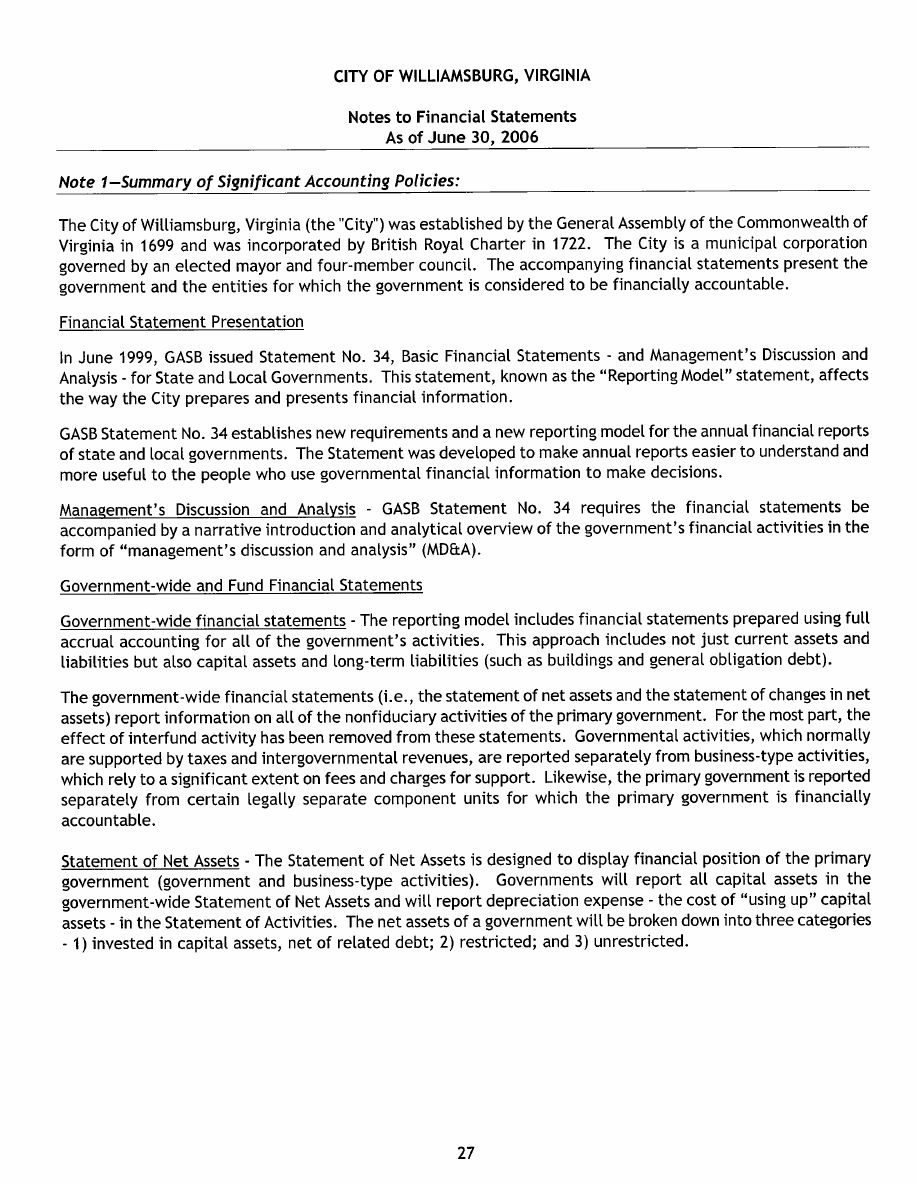 CITY OF WILLIAMSBURG, VIRGINIA
Notes to Financial Statements
As of June 30, 2006
Note 1—Summary of Significant Accounting Policies:
The City of Williamsburg, Virginia (the "City") was established by the General Assembly of the Commonwealth of
Virginia in 1699 and was incorporated by British Royal Charter in 1722. The City is a municipal corporation
governed by an elected mayor and four-member council. The accompanying financial statements present the
government and the entities for which the government is considered to be financially accountable.
Financial Statement Presentation
In June 1999, GASB issued Statement No. 34, Basic Financial Statements - and Management's Discussion and
Analysis - for State and Local Governments. This statement, known as the “Reporting Model” statement, affects
the way the City prepares and presents financial information.
GASB Statement No. 34 establishes new requirements and a new reporting model for the annual financial reports
of state and local governments. The Statement was developed to make annual reports easier to understand and
more useful to the people who use governmental financial information to make decisions.
Management's Discussion and Analysis - GASB Statement No. 34 requires the financial statements be
accompanied by a narrative introduction and analytical overview of the government's financial activities in the
form of “management's discussion and analysis” (MD&A).
Government-wide and Fund Financial Statements
Government-wide financial statements - The reporting model includes financial statements prepared using full
accrual accounting for all of the government's activities. This approach includes not just current assets and
liabilities but also capital assets and long-term liabilities (such as buildings and general obligation debt).
The government-wide financial statements (i.e., the statement of net assets and the statement of changes in net
assets) report information on all of the nonfiduciary activities of the primary government. For the most part, the
effect of interfund activity has been removed from these statements. Governmental activities, which normally
are supported by taxes and intergovernmental revenues, are reported separately from business-type activities,
which rely to a significant extent on fees and charges for support. Likewise, the primary government is reported
separately from certain legally separate component units for which the primary government is financially
accountable.
Statement of Net Assets - The Statement of Net Assets is designed to display financial position of the primary
government (government and business-type activities). Governments will report all capital assets in the
government-wide Statement of Net Assets and will report depreciation expense - the cost of “using up” capital
assets - in the Statement of Activities. The net assets of a government will be broken down into three categories
- 1) invested in capital assets, net of related debt; 2) restricted; and 3) unrestricted.
27